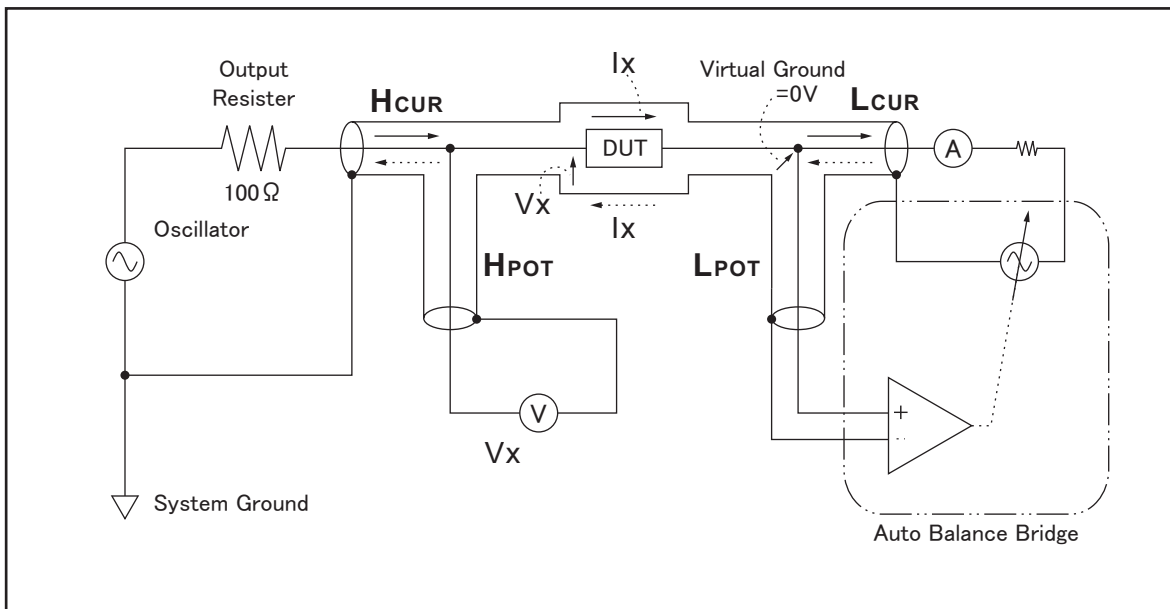 Output
Resister
100Ω
Oscillator
System Ground
HCUR
Ix
DUT
Vx
Ix
Virtual Ground
=0V
LCUR
A
HPOT
LPOT
V
Vx
+
-
Auto Balance Bridge